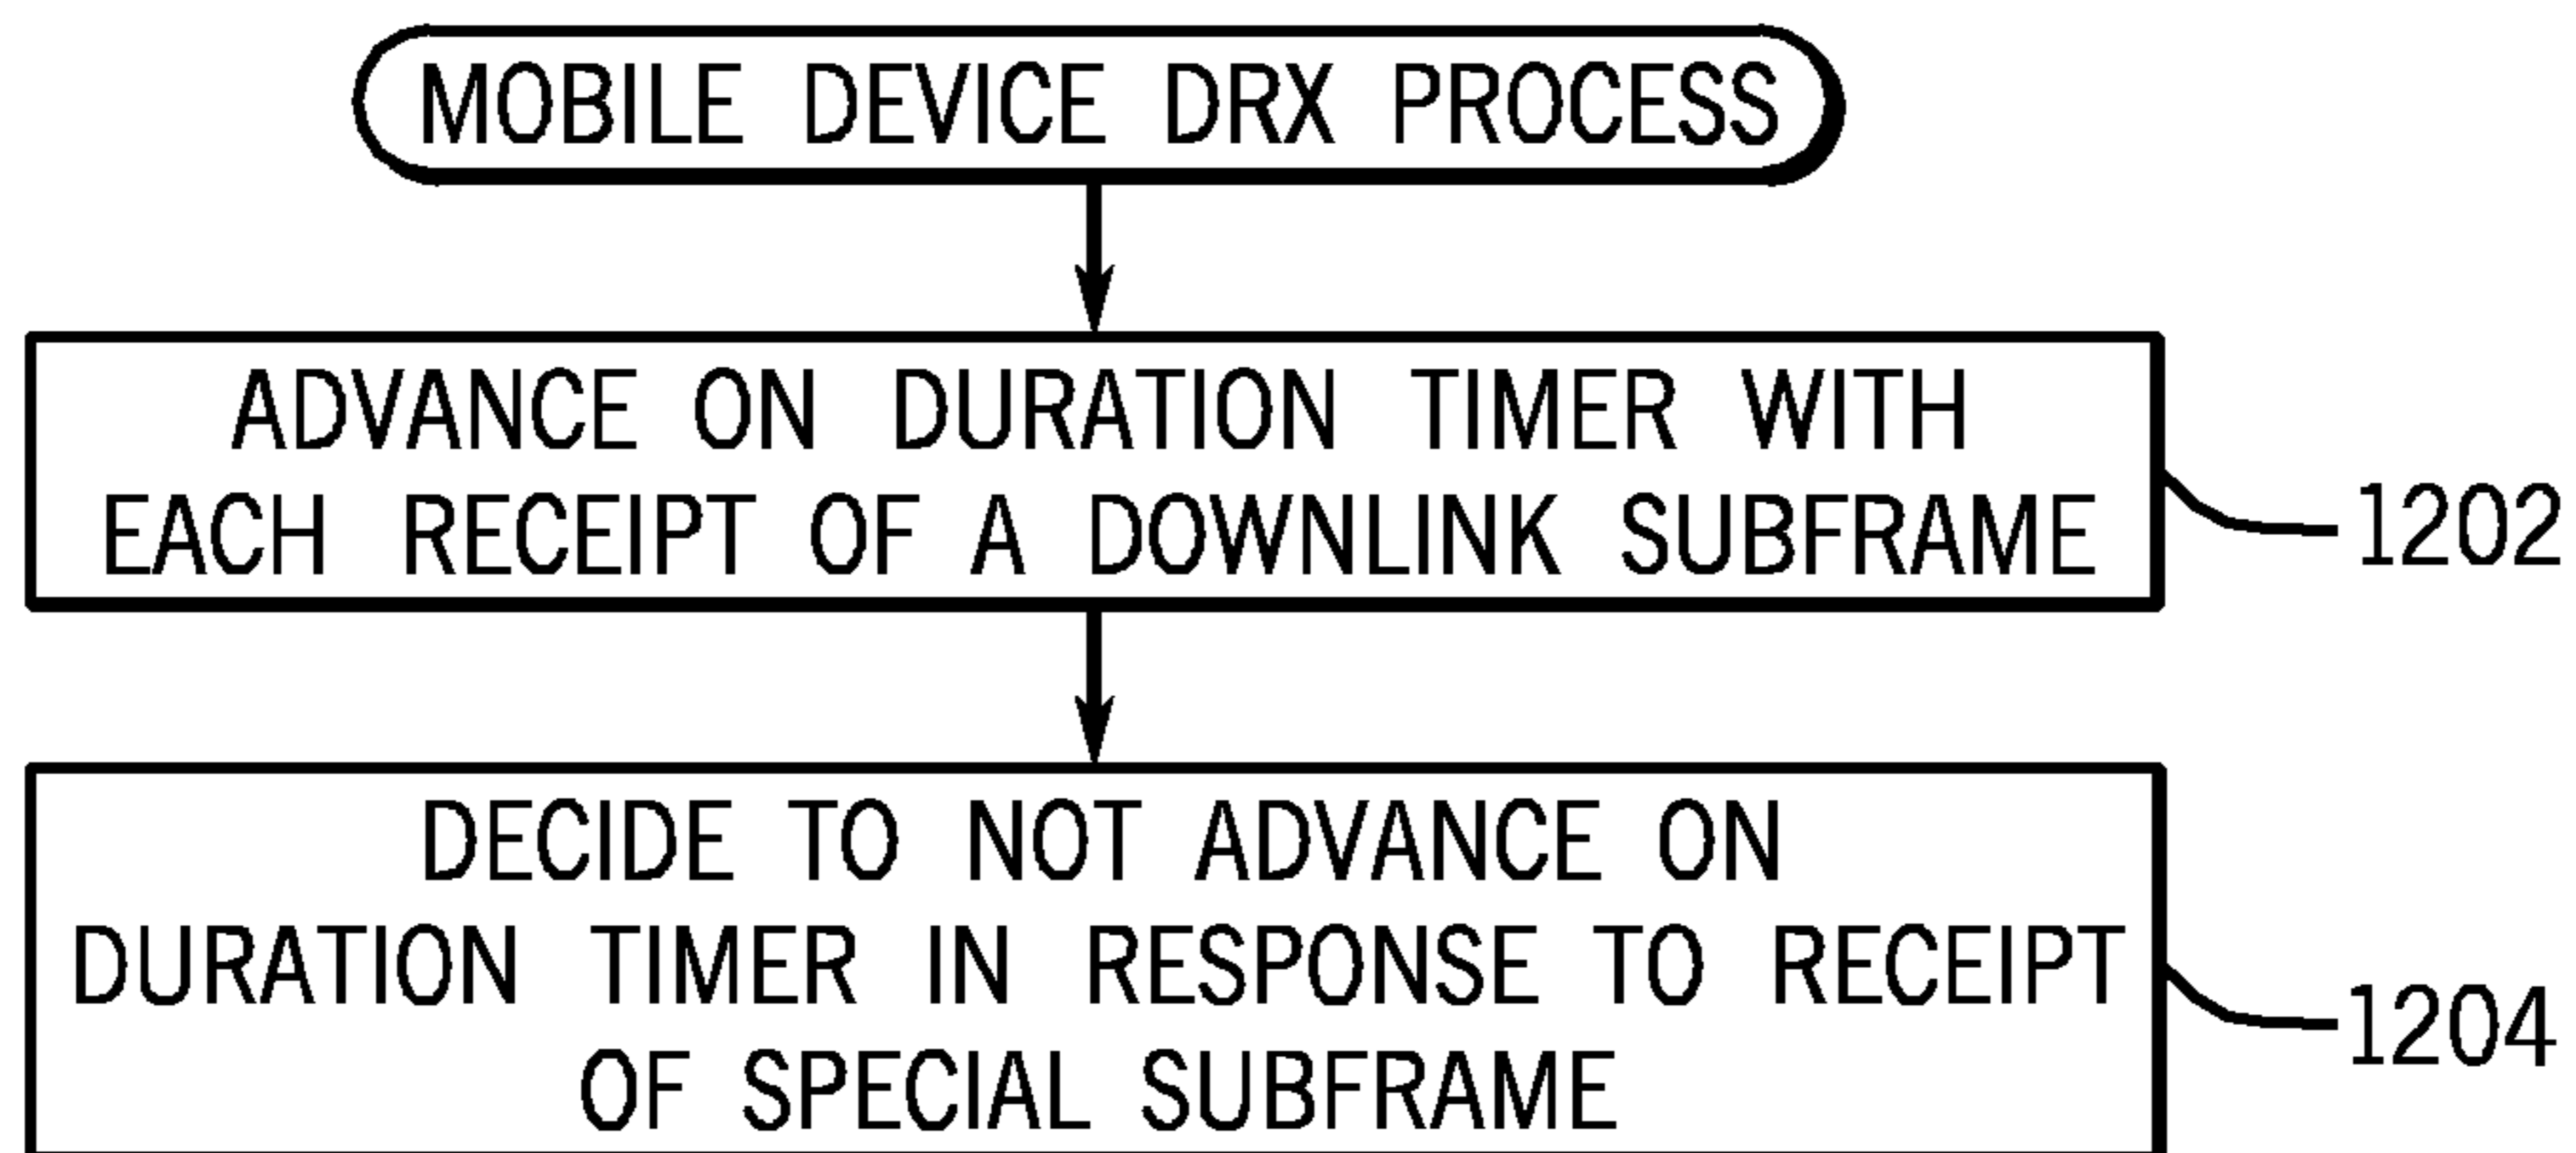 MOBILE DEVICE DRX PROCESS
ADVANCE ON DURATION TIMER WITH
EACH RECEIPT OF A DOWNLINK SUBFRAME
1202
DECIDE TO NOT ADVANCE ON
DURATION TIMER IN RESPONSE TO RECEIPT
OF SPECIAL SUBFRAME
1204